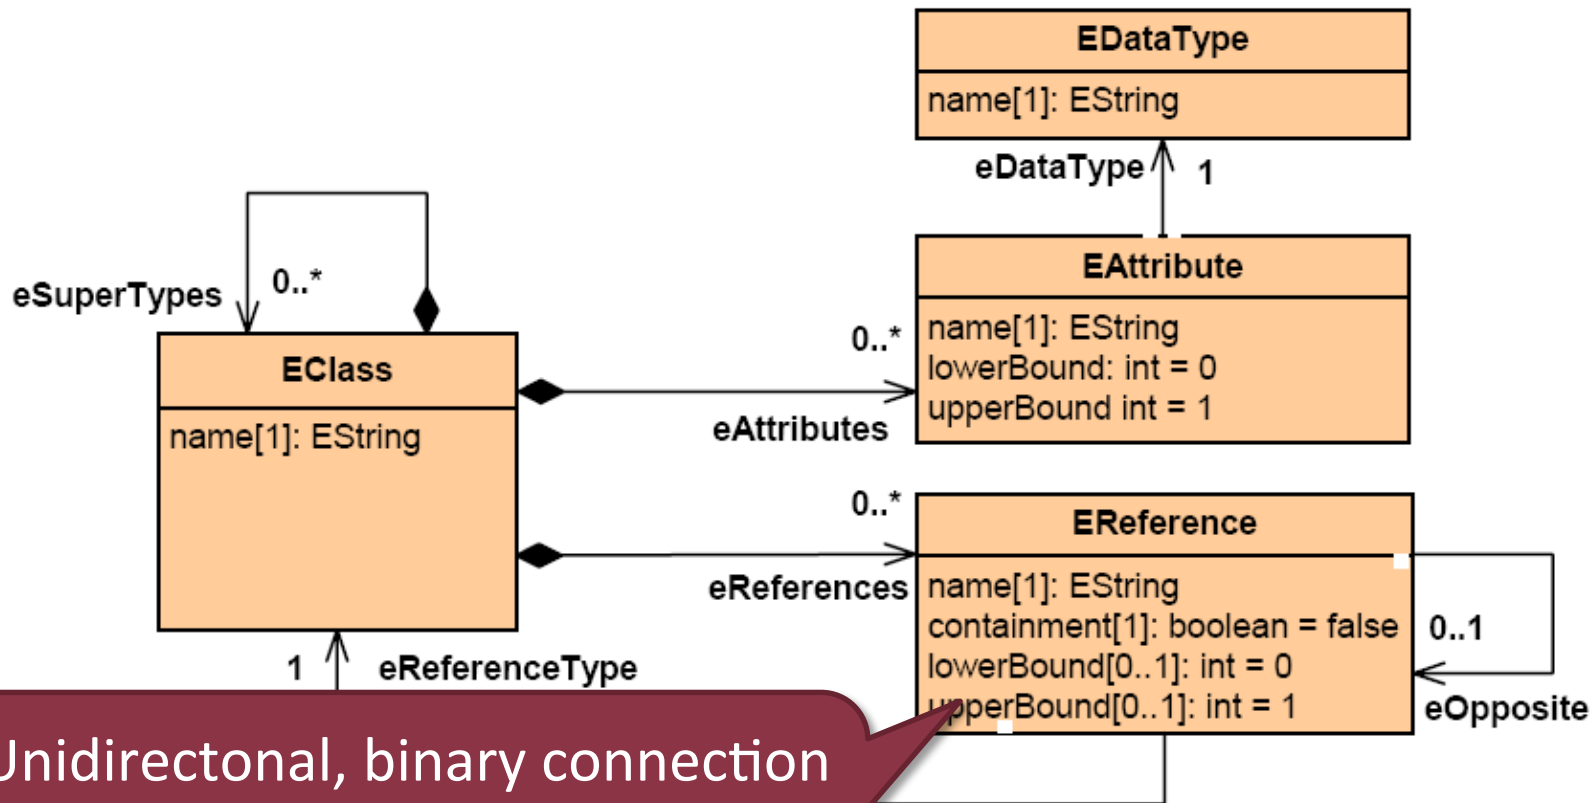 EDataType
name[1]: EString
eDataType 1
EAttribute
name[1]: EString
lowerBound: int = 0
upperBound int = 1
eSuperTypes 0..*
EClass
name[1]: EString
0..*
eAttributes
0..*
eReferences
EReference
name[1]: EString
containment[1]: boolean = false
lowerBound[0..1]: int = 0
upperBound[0..1]: int = 1
0..1
eOpposite
1 eReferenceType
Unidirectonal, binary connection